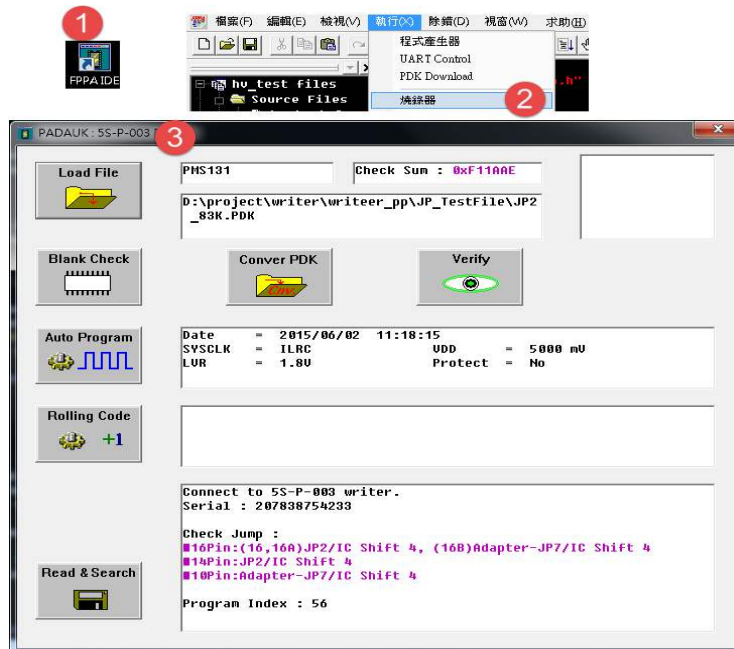 1
FPPA IDE
檔案(F) 編輯(E) 檢視(V) 執行(X) 除錯(D) 視窗(W) 求助(H)
程式產生器
UART Control
PDK Download
燒錄器
2
hv_test files
Source Files
.h"
PADAUK : 5S-P-003
3
Load File
PMS131
Check Sum : 0xF11AAE
D:\project\writer\writeer_pp\JP_TestFile\JP2
_83K.PDK
Blank Check
Conver PDK
Cnv
Verify
Auto Program
Date = 2015/06/02 11:18:15
SYSCLK = ILRC VDD = 5000 mV
LVR = 1.8V Protect = No
Rolling Code
+1
Connect to 5S-P-003 writer.
Serial : 207838754233
Check Jump :
■16Pin:(16,16A)JP2/IC Shift 4, (16B)Adapter-JP7/IC Shift 4
■14Pin:JP2/IC Shift 4
■10Pin:Adapter-JP7/IC Shift 4
Program Index : 56
Read & Search